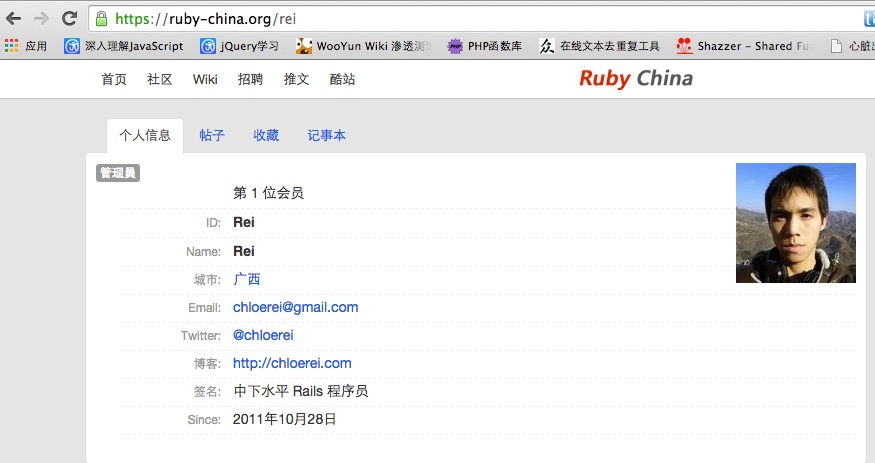 https://ruby-china.org/rei
应用 深入理解JavaScript jQuery学习 WooYun Wiki 渗透测 PHP函数库 在线文本去重复工具 Shazzer - Shared Fu 心脏出
首页 社区 Wiki 招聘 推文 酷站 Ruby China
个人信息 帖子 收藏 记事本
管理員
第 1 位会员
ID: Rei
Name: Rei
城市: 广西
Email: chloerei@gmail.com
Twitter: @chloerei
博客: http://chloerei.com
签名: 中下水平 Rails 程序员
Since: 2011年10月28日